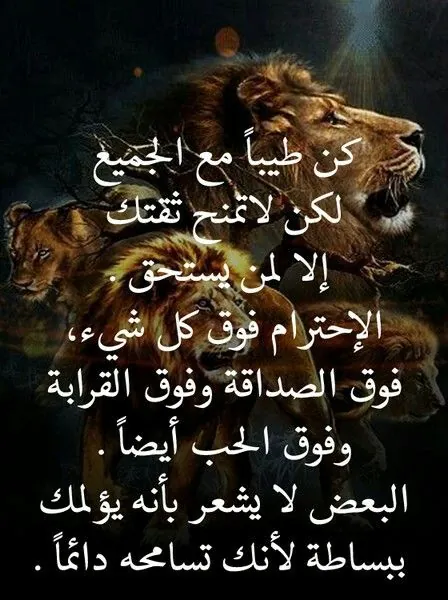 كن طيباً مع الجميع
لكن لاتمنح ثقتك
إلا لمن يستحق .
الإحترام فوق كل شيء،
فوق الصداقة وفوق القرابة
وفوق الحب أيضاً .
البعض لا يشعر بأنه يؤلمك
ببساطة لأنك تسامحه دائماً .